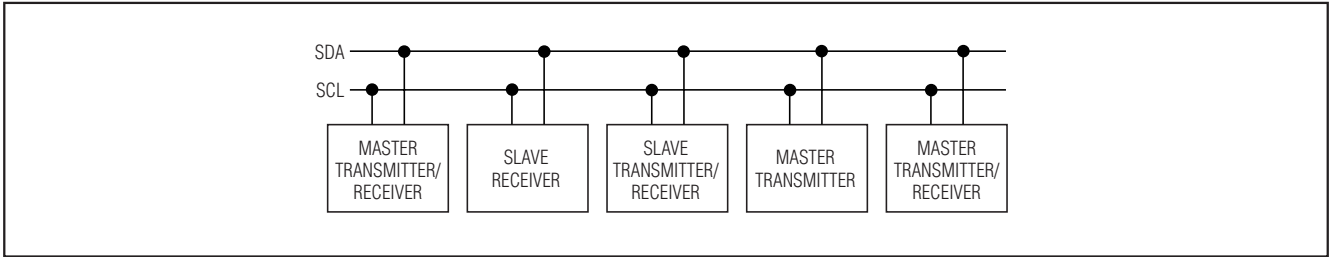 SDA
SCL
MASTER
TRANSMITTER/
RECEIVER
SLAVE
RECEIVER
SLAVE
TRANSMITTER/
RECEIVER
MASTER
TRANSMITTER
MASTER
TRANSMITTER/
RECEIVER